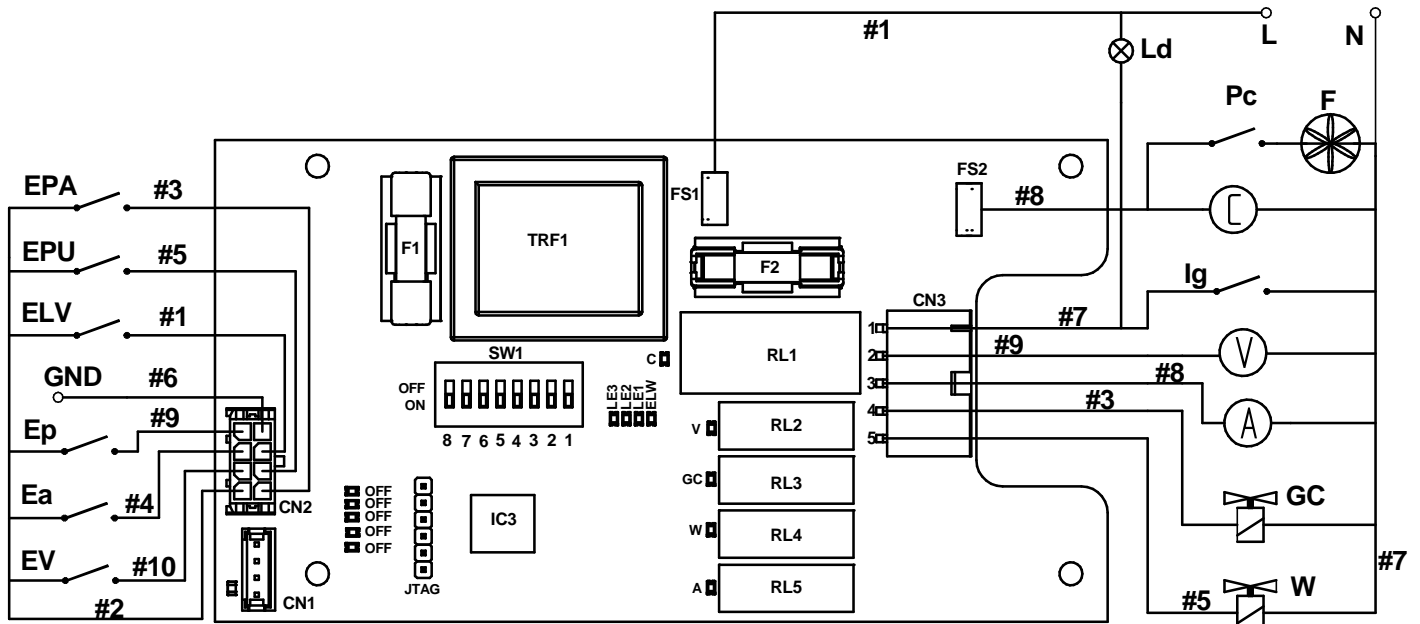 #1
L
N
Ld
Pc
F
EPA
#3
FS1
FS2
#8
F1
TRF1
C
EPU
#5
F2
Ig
ELV
#1
CN3
#7
1
2
#9
V
3
#8
4
#3
A
5
RL1
GND
#6
SW1
C
OFF
ON
LE3
LE2
LE1
ELW
8 7 6 5 4 3 2 1
Ep
#9
V
RL2
Ea
#4
CN2
GC
RL3
GC
OFF
OFF
OFF
OFF
OFF
IC3
W
RL4
EV
#10
CN1
JTAG
A
RL5
#7
#5
W
#2